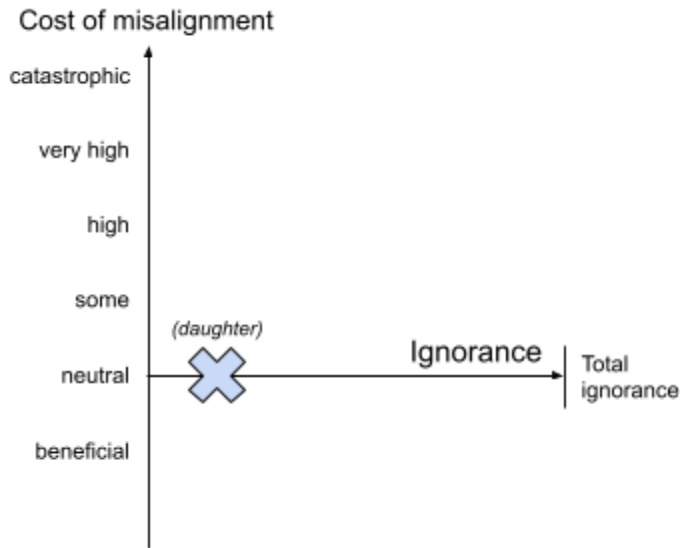 Cost of misalignment
catastrophic
very high
high
some
(daughter)
Ignorance
neutral
Total
ignorance
beneficial